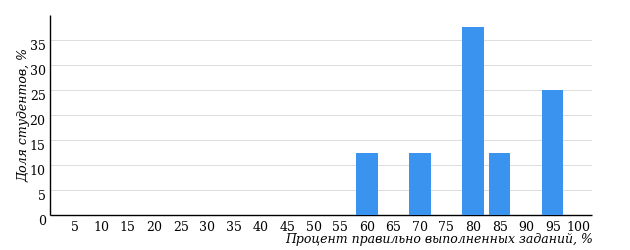 Доля студентов, %
35
30
25
20
15
10
5
0
5 10 15 20 25 30 35 40 45 50 55 60 65 70 75 80 85 90 95 100
Процент правильно выполненных заданий, %